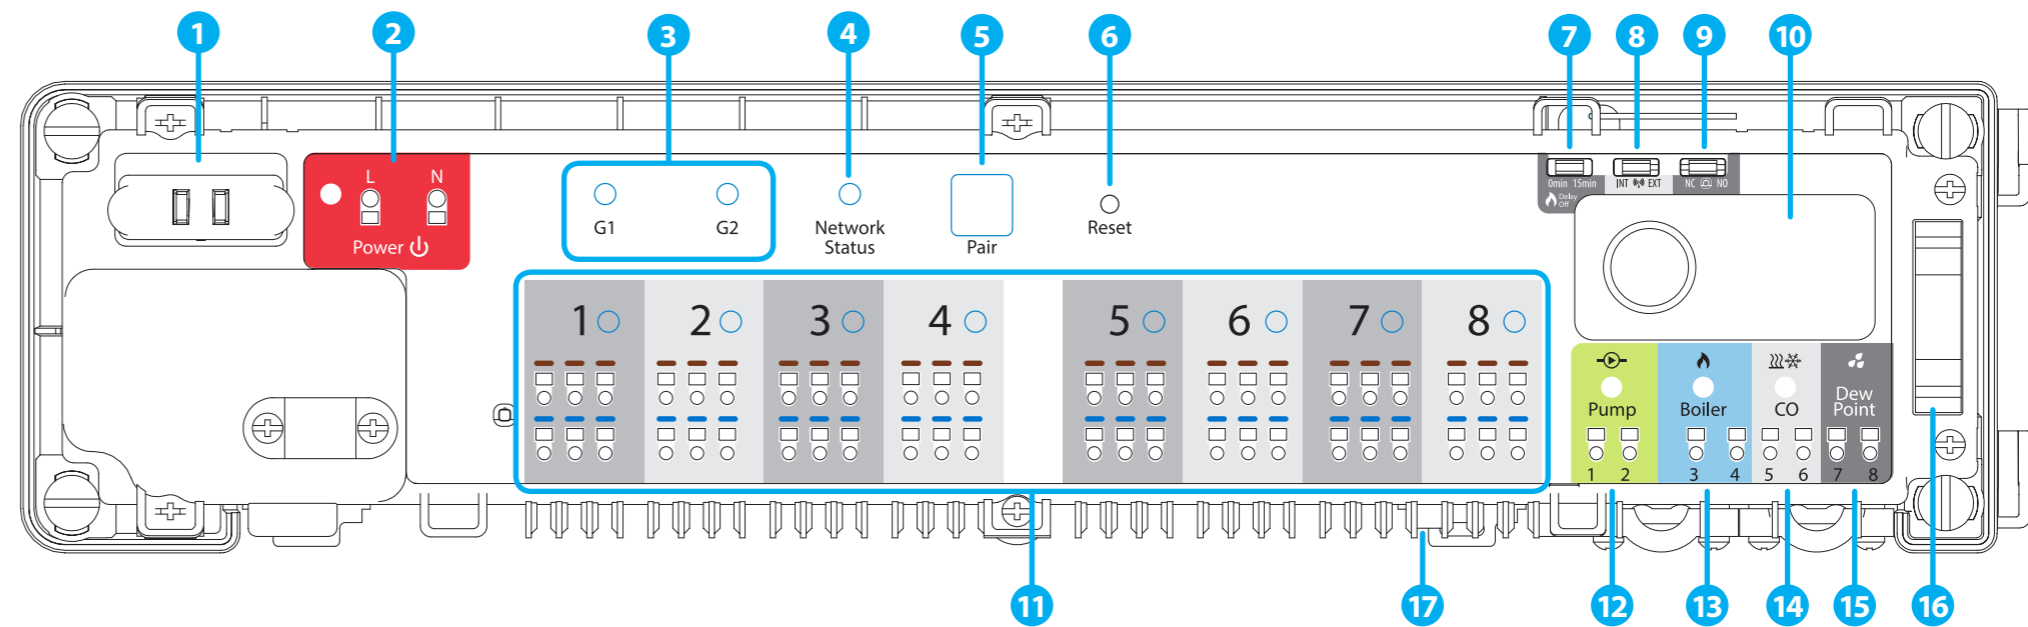 1 2 3 4 5 6 7 8 9 10
L N
Power
G1 G2
Network
Status
Pair
Reset
0min 15min
Delay
Off
INT EXT
NC NO
1 2 3 4 5 6 7 8
Pump
Boiler
CO
Dew
Point
1 2 3 4 5 6 7 8
11 17 12 13 14 15 16